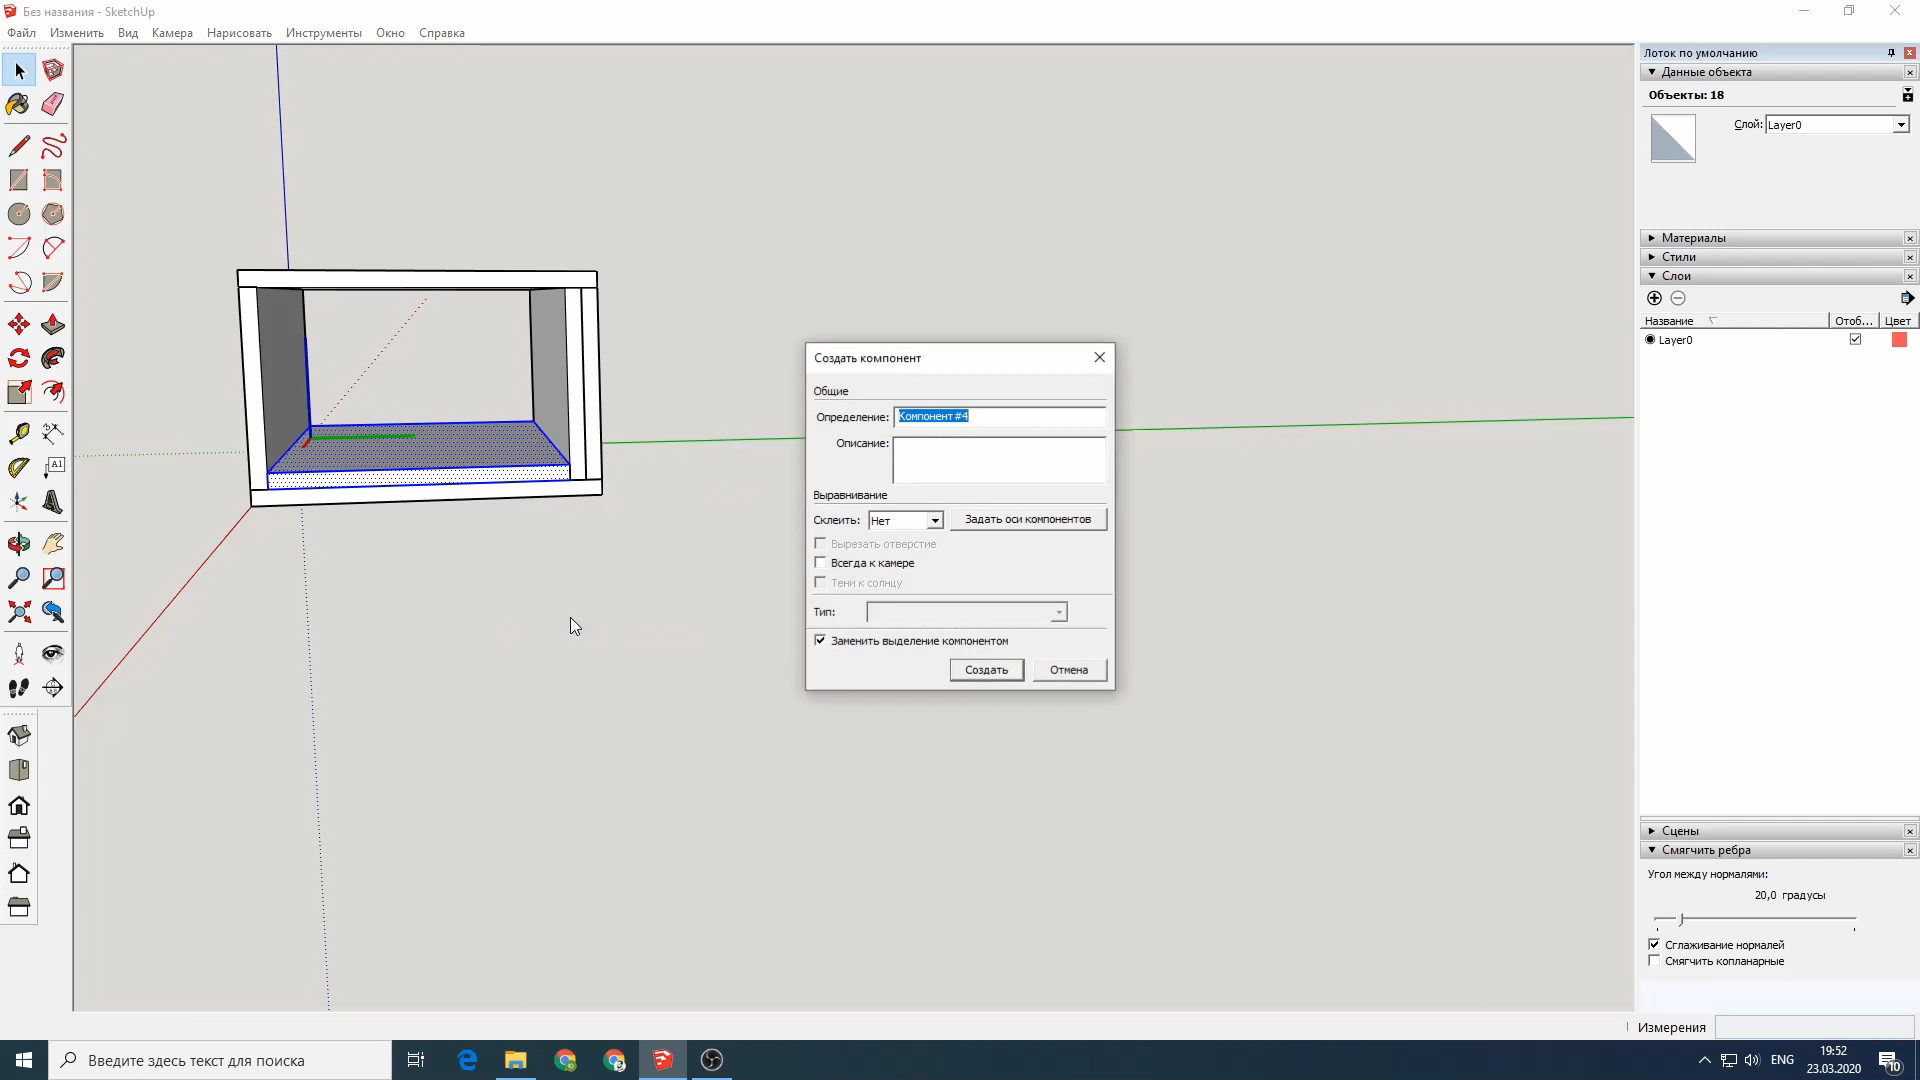 Без названия - SketchUp
Файл Изменить Вид Камера Нарисовать Инструменты Окно Справка
Лоток по умолчанию
Данные объекта
Объекты: 18
Слой: Layer0
Материалы
Стили
Слои
Название Отоб... Цвет
Layer0
A1
Создать компонент
Общие
Определение: Компонент #4
Описание:
Выравнивание
Склеить: Нет Задать оси компонентов
Вырезать отверстие
Всегда к камере
Тени к солнцу
Тип:
Заменить выделение компонентом
Создать Отмена
Сцены
Смягчить ребра
Угол между нормалями:
20,0 градусы
Сглаживание нормалей
Смягчить копланарные
Измерения
Введите здесь текст для поиска
ENG
19:52
23.03.2020
10